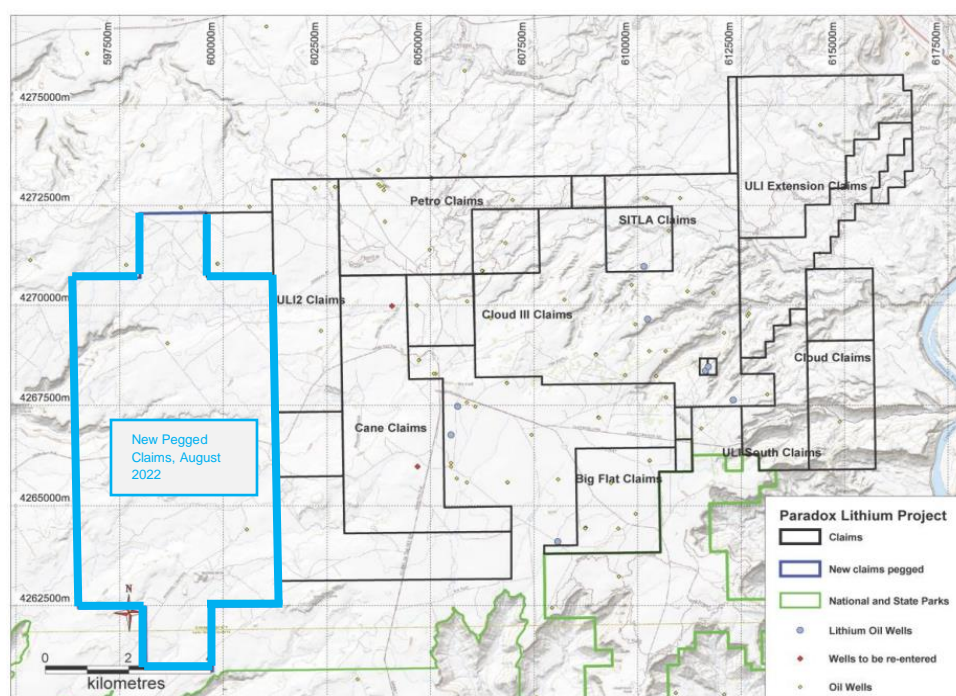 597500m
600000m
602500m
605000m
607500m
610000m
612500m
615000m
617500m
4275000m
4272500m
4270000m
4267500m
4265000m
4262500m
ULI Extension Claims
Petro Claims
SITLA Claims
ULI2 Claims
Cloud III Claims
Cloud Claims
Cane Claims
ULI South Claims
Big Flat Claims
New Pegged
Claims, August
2022
N
0 2
kilometres
Paradox Lithium Project
Claims
New claims pegged
National and State Parks
Lithium Oil Wells
Wells to be re-entered
Oil Wells